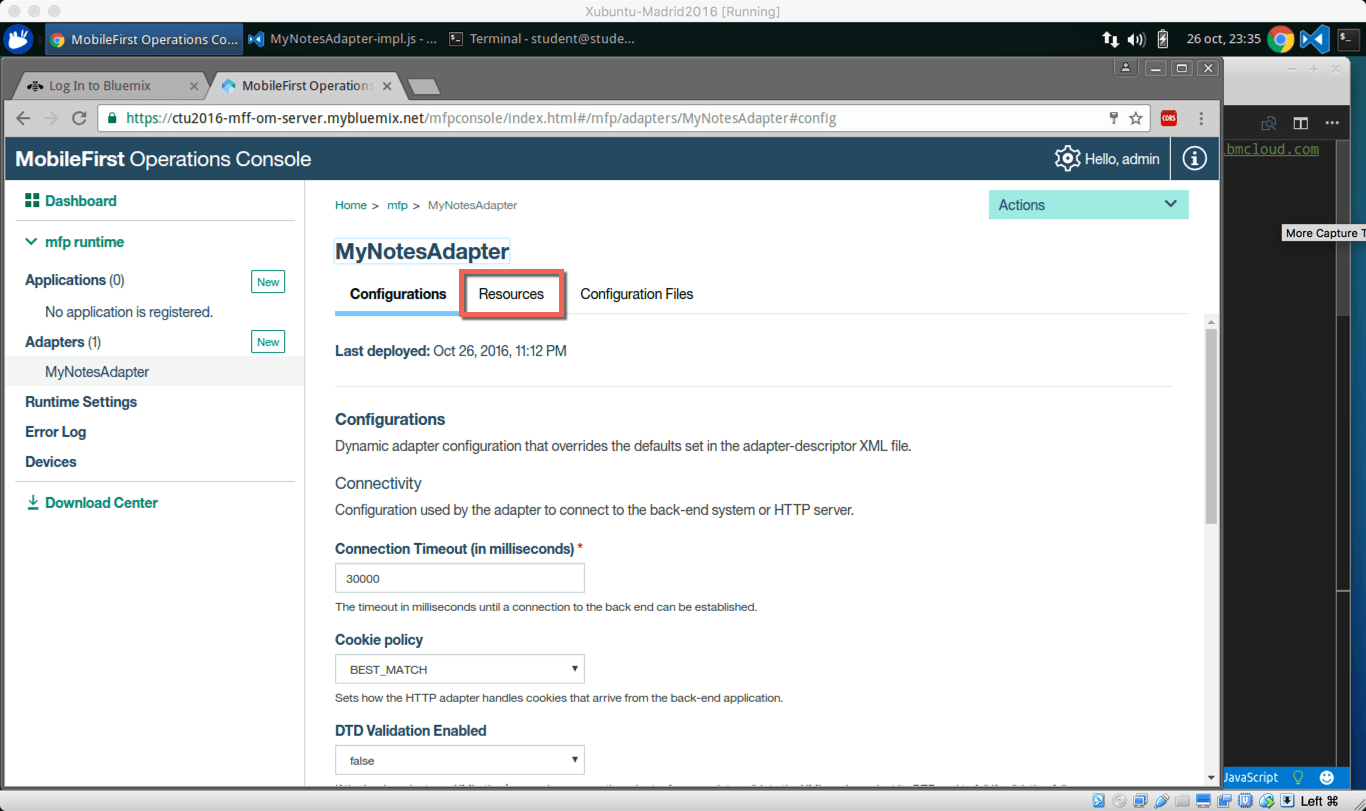 Xubuntu-Madrid2016 [Running]
MobileFirst Operations Co... MyNotesAdapter-impl.js - ... Terminal - student@stude... 26 oct, 23:35
Log In to Bluemix MobileFirst Operations
https://ctu2016-mff-om-server.mybluemix.net/mfpconsole/index.html#/mfp/adapters/MyNotesAdapter#config
CORS
MobileFirst Operations Console
Hello, admin
bmcloud.com
Dashboard
Home > mfp > MyNotesAdapter
Actions
More Capture T
mfp runtime
MyNotesAdapter
Applications (0)
New
Configurations Resources Configuration Files
No application is registered.
Adapters (1)
New
Last deployed: Oct 26, 2016, 11:12 PM
MyNotesAdapter
Runtime Settings
Configurations
Error Log
Dynamic adapter configuration that overrides the defaults set in the adapter-descriptor XML file.
Devices
Connectivity
Download Center
Configuration used by the adapter to connect to the back-end system or HTTP server.
Connection Timeout (in milliseconds) *
30000
The timeout in milliseconds until a connection to the back end can be established.
Cookie policy
BEST_MATCH
Sets how the HTTP adapter handles cookies that arrive from the back-end application.
DTD Validation Enabled
false
JavaScript
Left ⌘